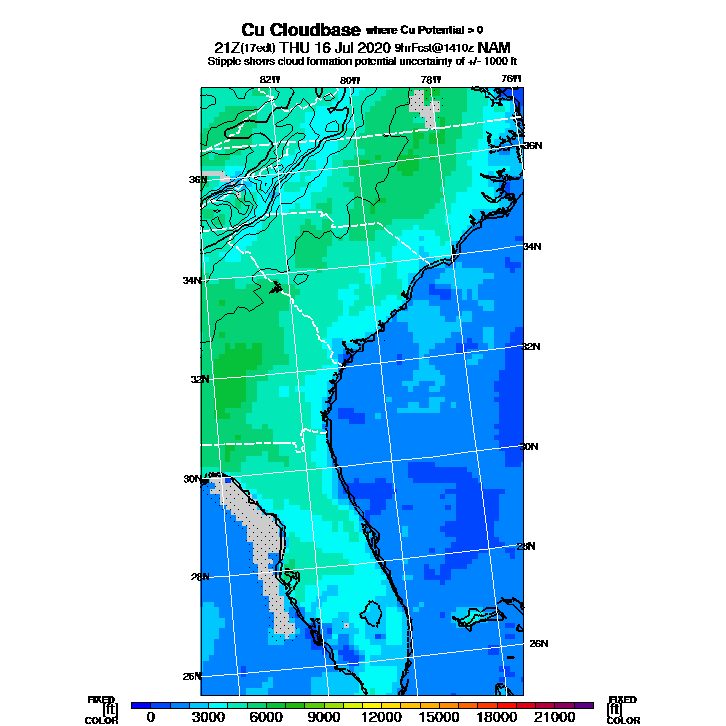 Cu Cloudbase where Cu Potential > 0
21Z(17edt) THU 16 Jul 2020 9hrFcst@1410z NAM
Stipple shows cloud formation potential uncertainty of +/- 1000 ft
82W 80W 78W 76W
36N
36N
34N
34N
32N
32N
30N
30N
28N
28N
26N
26N
FIXED FIXED
[ft] [ft]
COLOR COLOR
0 3000 6000 9000 12000 15000 18000 21000